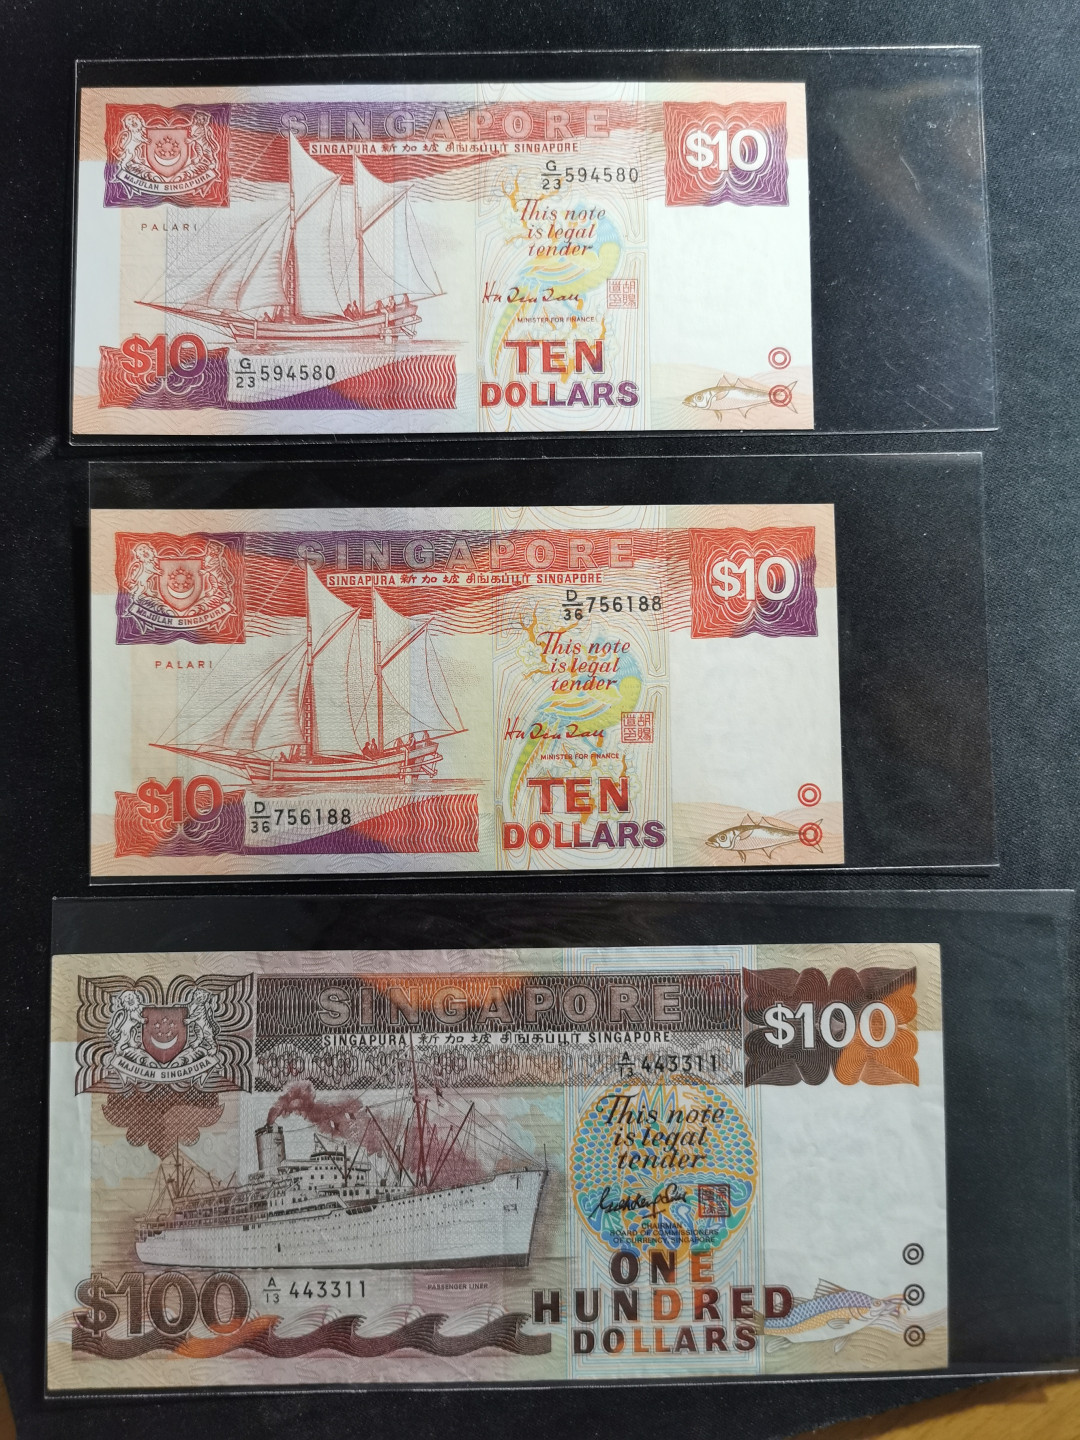 SINGAPORE
SINGAPURA 新加坡 சிங்கப்பூர் SINGAPORE
$10
MAJULAH SINGAPURA
G/23 594580
PALARI
This note
is legal
tender
MINISTER FOR FINANCE
TEN
DOLLARS
$10
G/23 594580
SINGAPORE
SINGAPURA 新加坡 சிங்கப்பூர் SINGAPORE
$10
MAJULAH SINGAPURA
D/36 756188
PALARI
This note
is legal
tender
MINISTER FOR FINANCE
TEN
DOLLARS
$10
D/36 756188
SINGAPORE
SINGAPURA 新加坡 சிங்கப்பூர் SINGAPORE
$100
MAJULAH SINGAPURA
A/13 443311
This note
is legal
tender
CHAIRMAN
BOARD OF COMMISSIONERS
OF CURRENCY, SINGAPORE
ONE
HUNDRED
DOLLARS
$100
A/13 443311
PASSENGER LINER